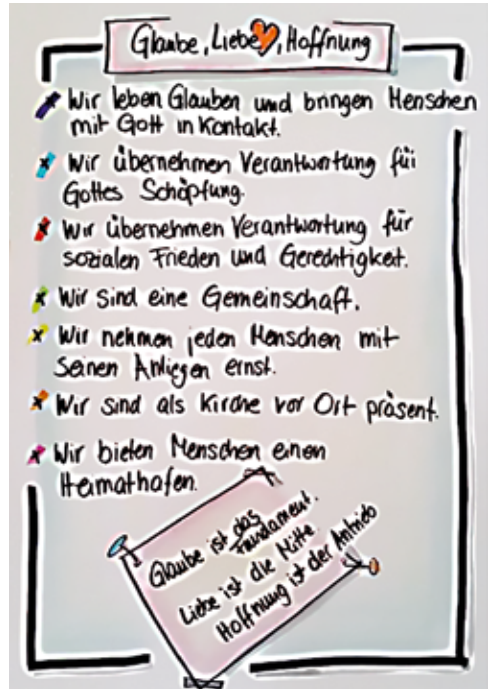 Glaube, Liebe, Hoffnung
Wir leben Glauben und bringen Menschen
mit Gott in Kontakt.
Wir übernehmen Verantwortung für
Gottes Schöpfung.
Wir übernehmen Verantwortung für
sozialen Frieden und Gerechtigkeit.
Wir sind eine Gemeinschaft.
Wir nehmen jeden Menschen mit
Seinen Anliegen ernst.
Wir sind als Kirche vor Ort präsent.
Wir bieten Menschen einen
Heimathafen.
Glaube ist das
Fundament.
Liebe ist die Mitte
Hoffnung ist der Antrieb